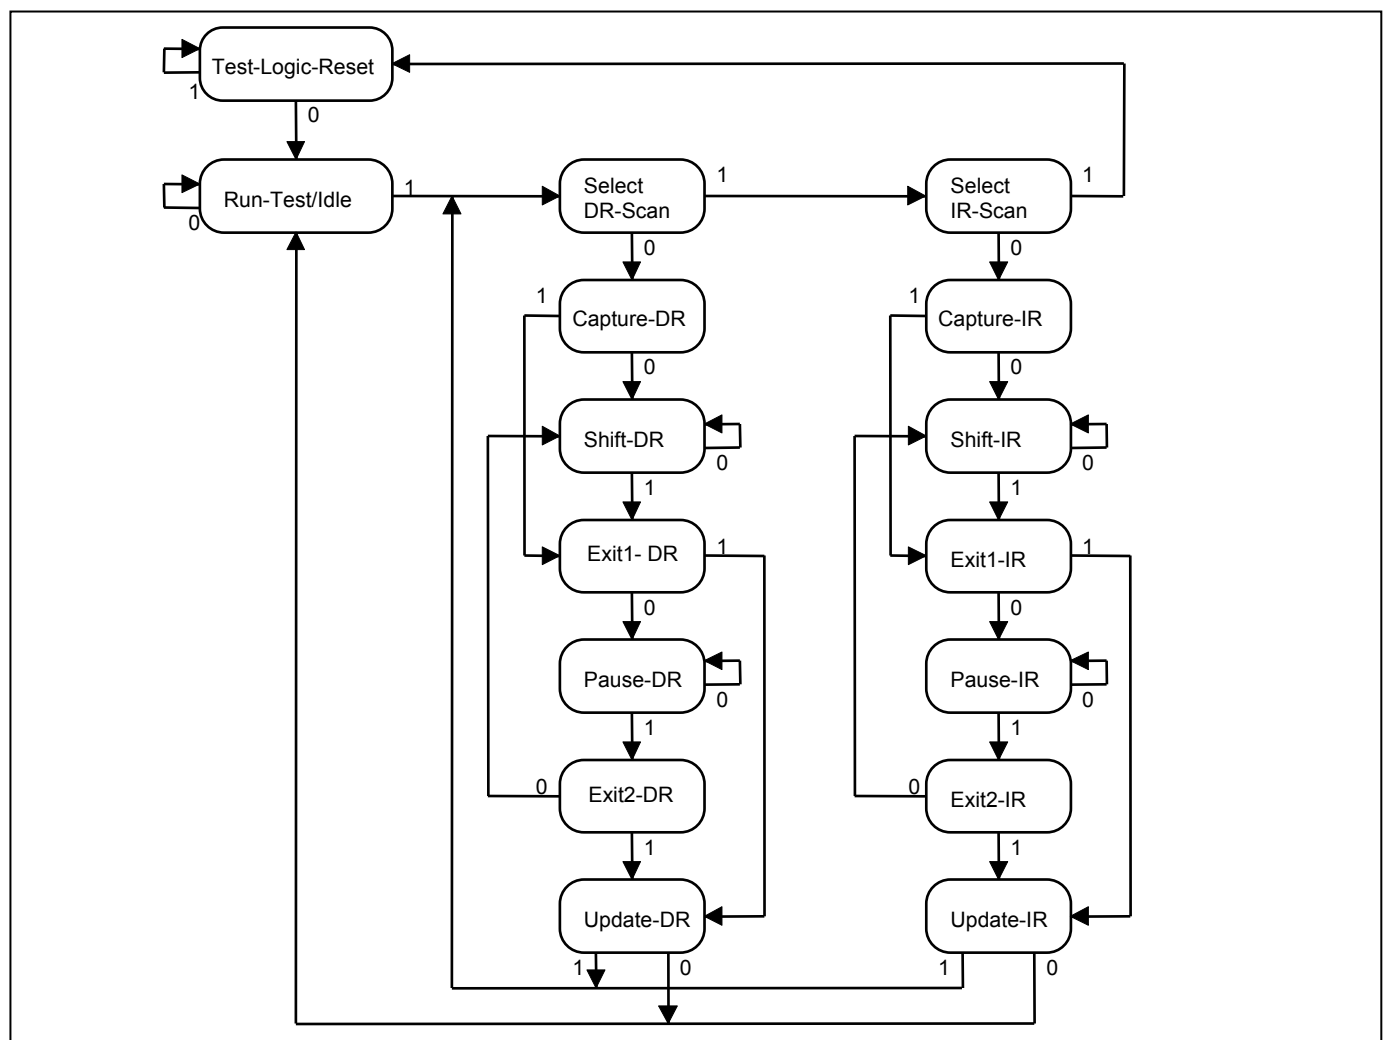 Test-Logic-Reset
1
0
Run-Test/Idle
0
1
Select
DR-Scan
1
Select
IR-Scan
1
0
0
1
Capture-DR
1
Capture-IR
0
0
Shift-DR
0
Shift-IR
0
1
1
Exit1- DR
1
Exit1-IR
1
0
0
Pause-DR
0
Pause-IR
0
1
1
0
Exit2-DR
0
Exit2-IR
1
1
Update-DR
Update-IR
1
0
1
0